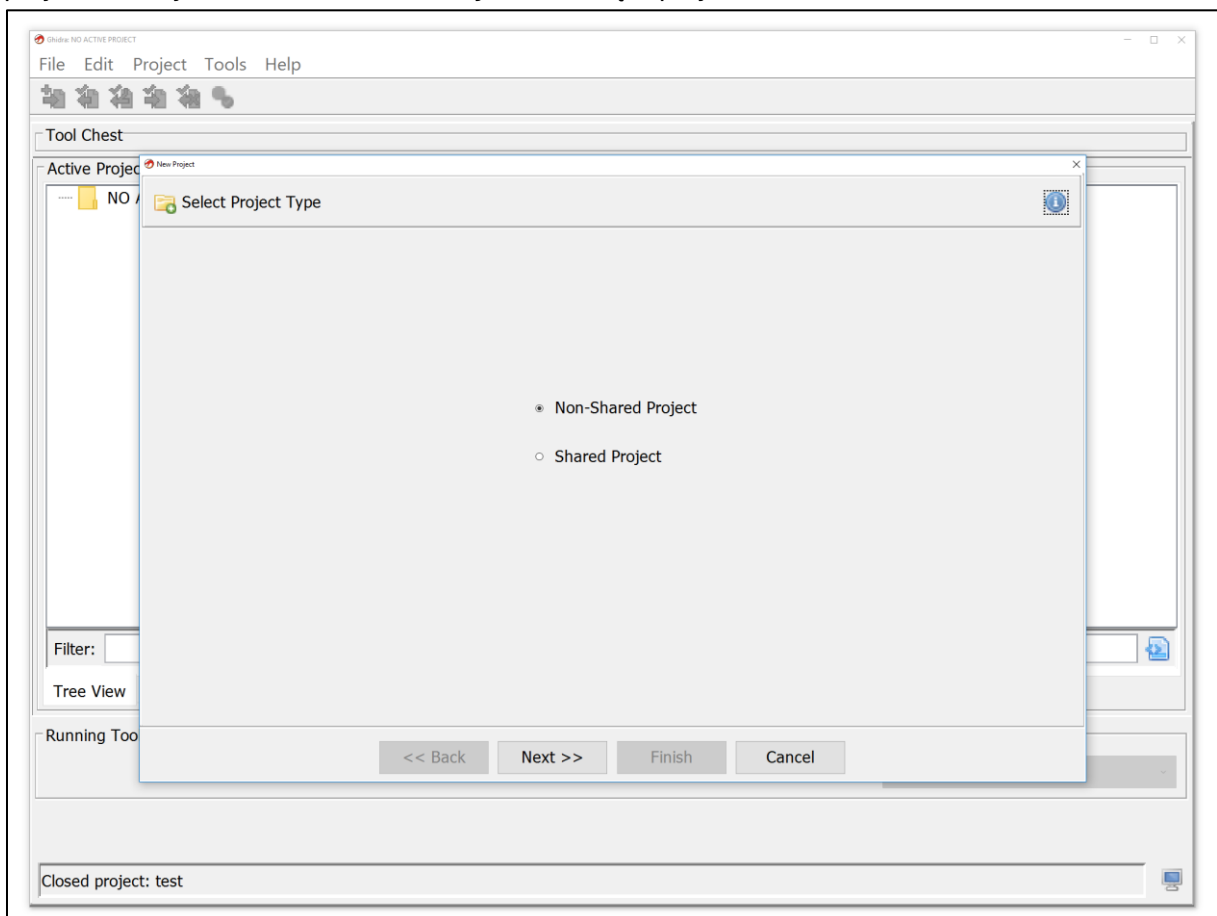 Ghidra: NO ACTIVE PROJECT
File Edit Project Tools Help
Tool Chest
Active Projec
New Project
NO
Select Project Type
Non-Shared Project
Shared Project
Filter:
Tree View
Running Too
<< Back Next >> Finish Cancel
Closed project: test